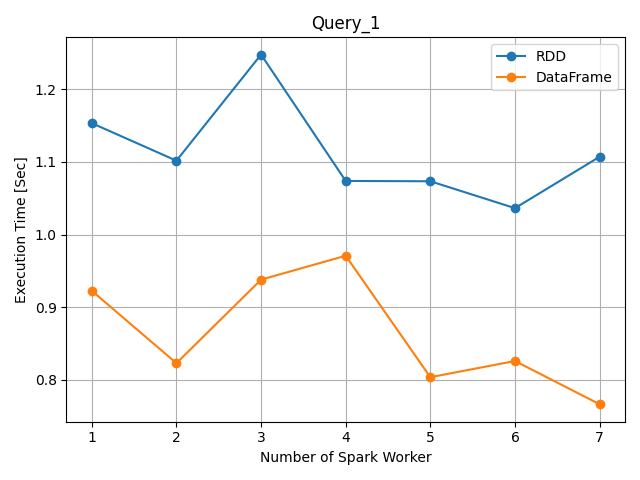 Query_1
RDD
DataFrame
Execution Time [Sec]
1.2
1.1
1.0
0.9
0.8
1 2 3 4 5 6 7
Number of Spark Worker